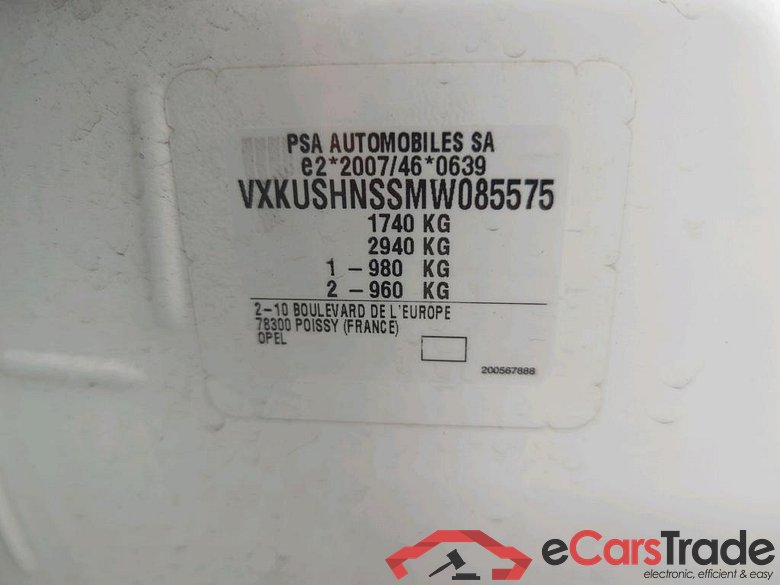 PSA AUTOMOBILES SA
e2*2007/46*0639
VXKUSHNSSMW085575
1740 KG
2940 KG
1 - 980 KG
2 - 960 KG
2-10 BOULEVARD DE L'EUROPE
78300 POISSY (FRANCE)
OPEL
200567888
eCarsTrade
electronic, efficient & easy